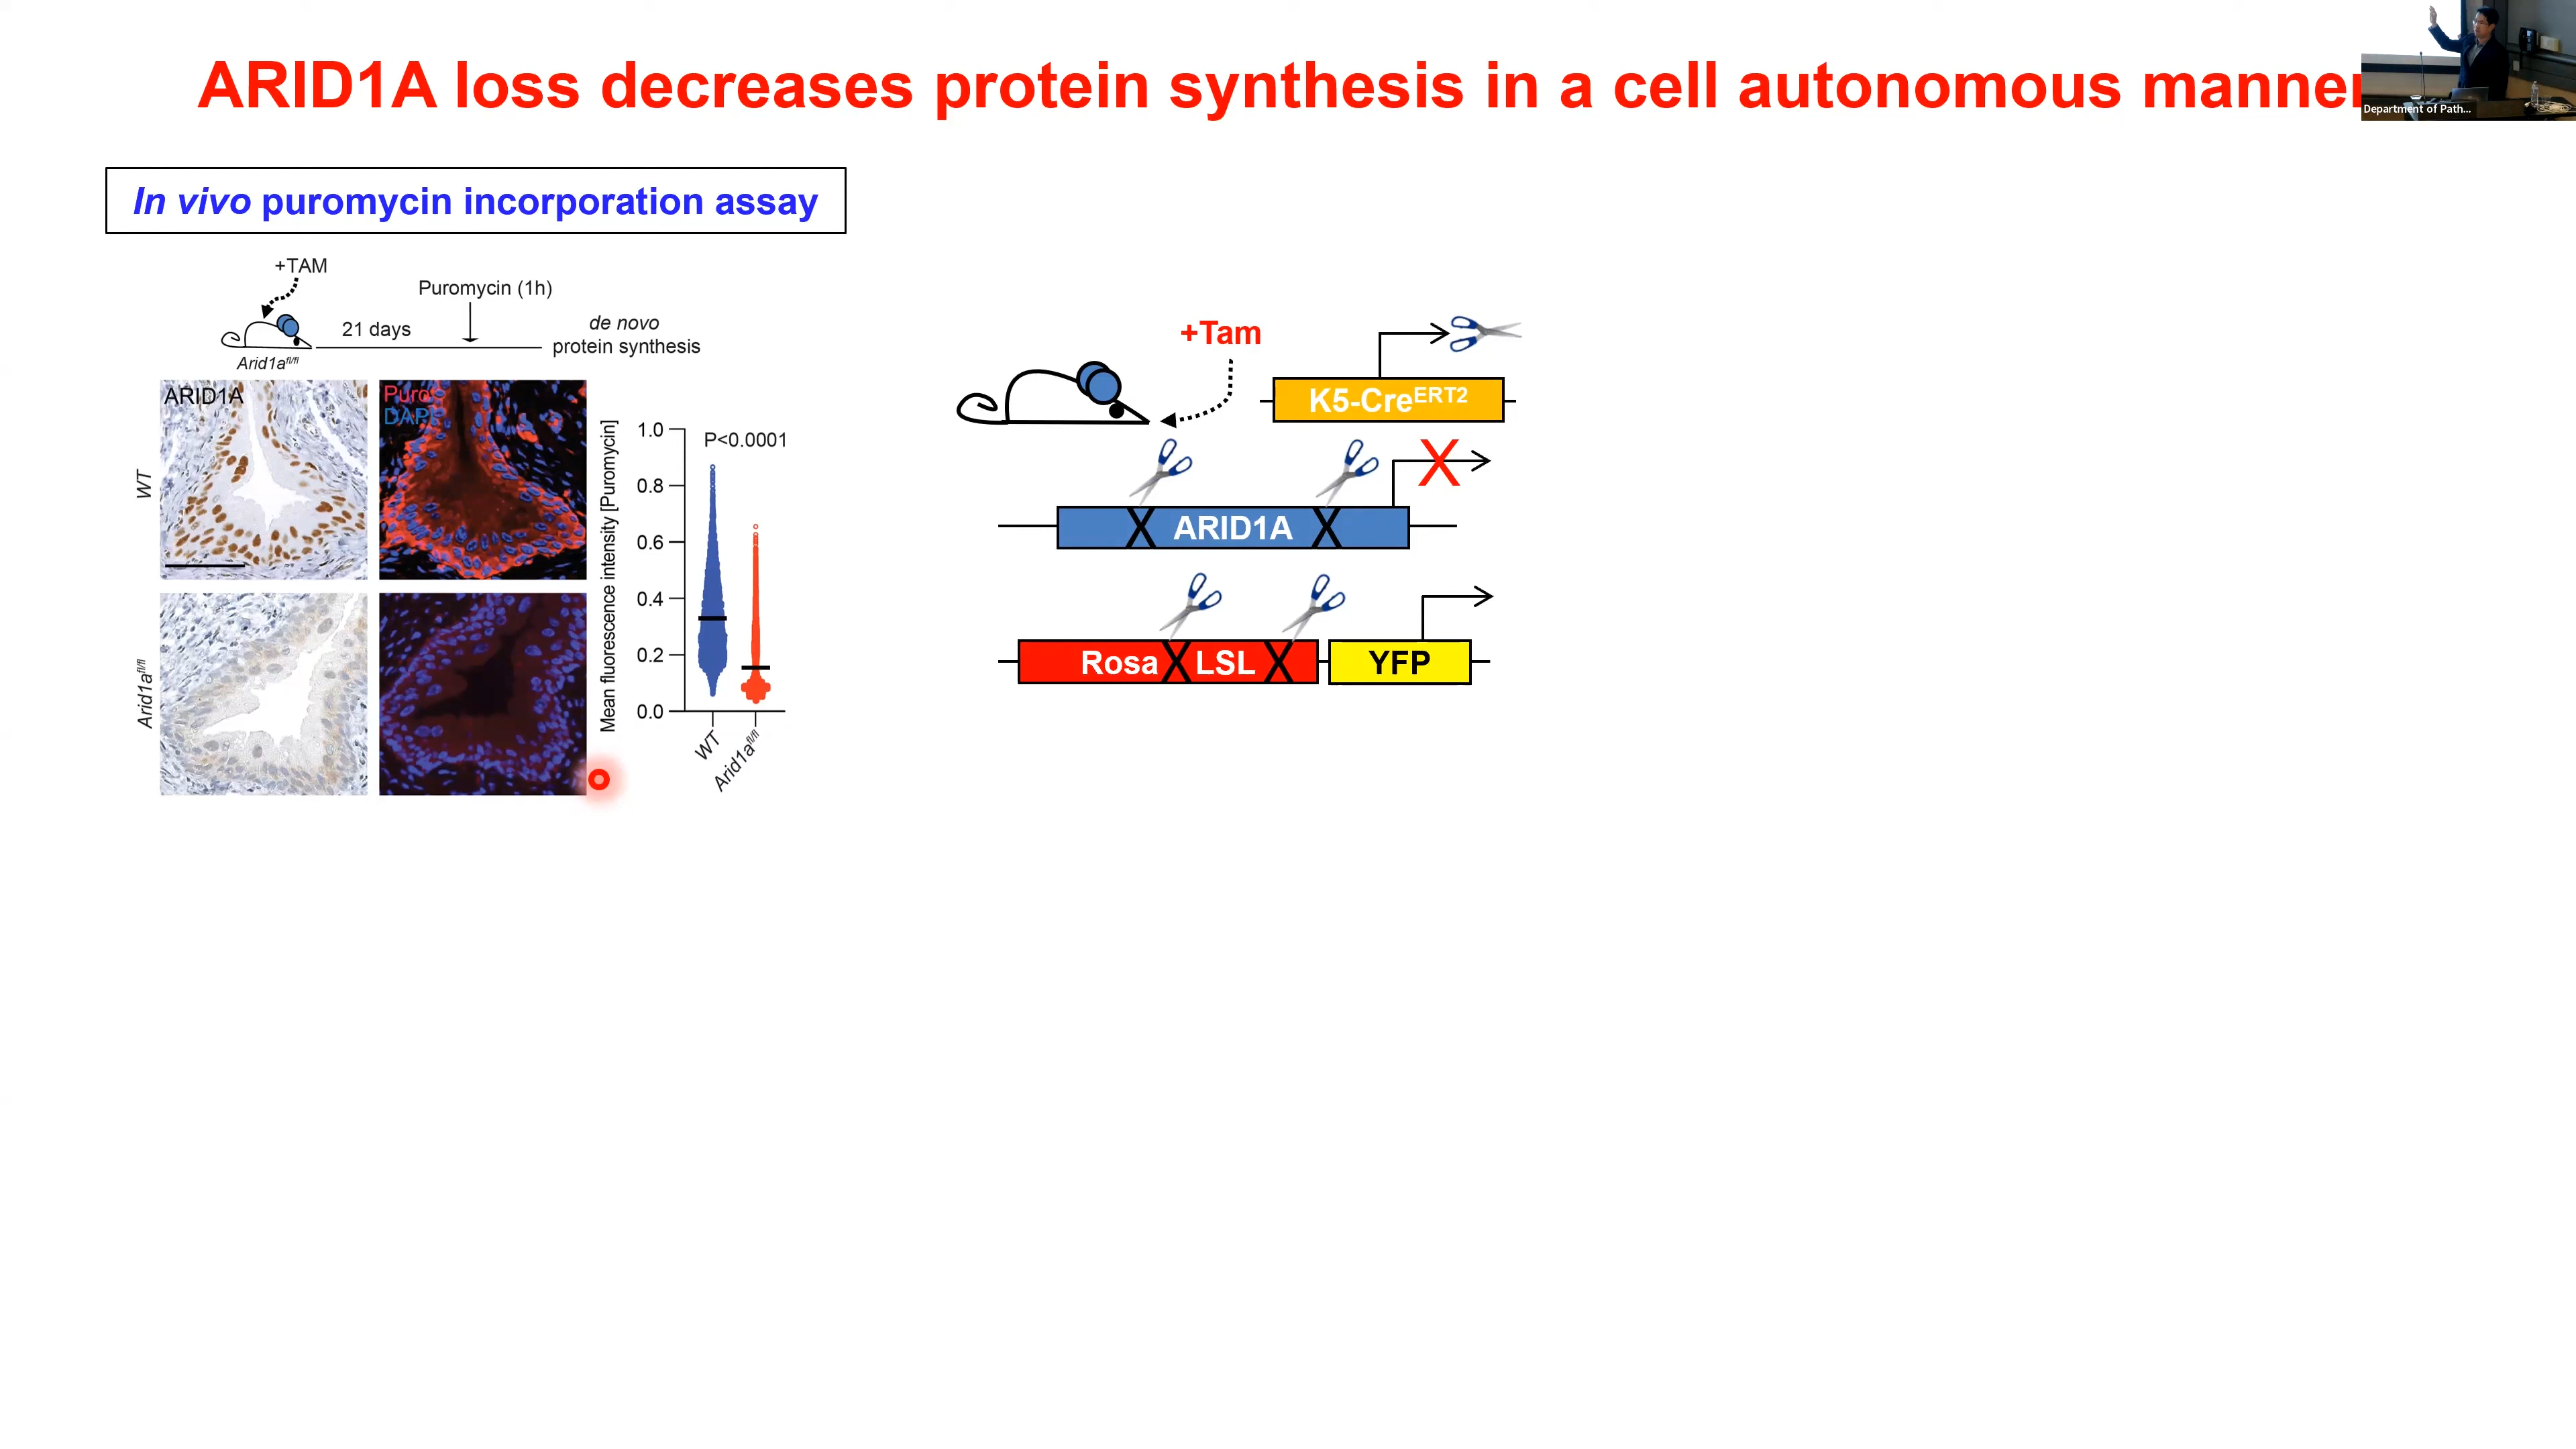 ARID1A loss decreases protein synthesis in a cell autonomous manner
Department of Path...
In vivo puromycin incorporation assay
+TAM
Puromycin (1h)
21 days
de novo
protein synthesis
Arid1afl/fl
ARID1A
Puro
DAPI
WT
Arid1afl/fl
Mean fluorescence intensity [Puromycin]
1.0
0.8
0.6
0.4
0.2
0.0
P<0.0001
WT
Arid1afl/fl
+Tam
K5-CreERT2
X
X ARID1A X
Rosa X LSL X
YFP